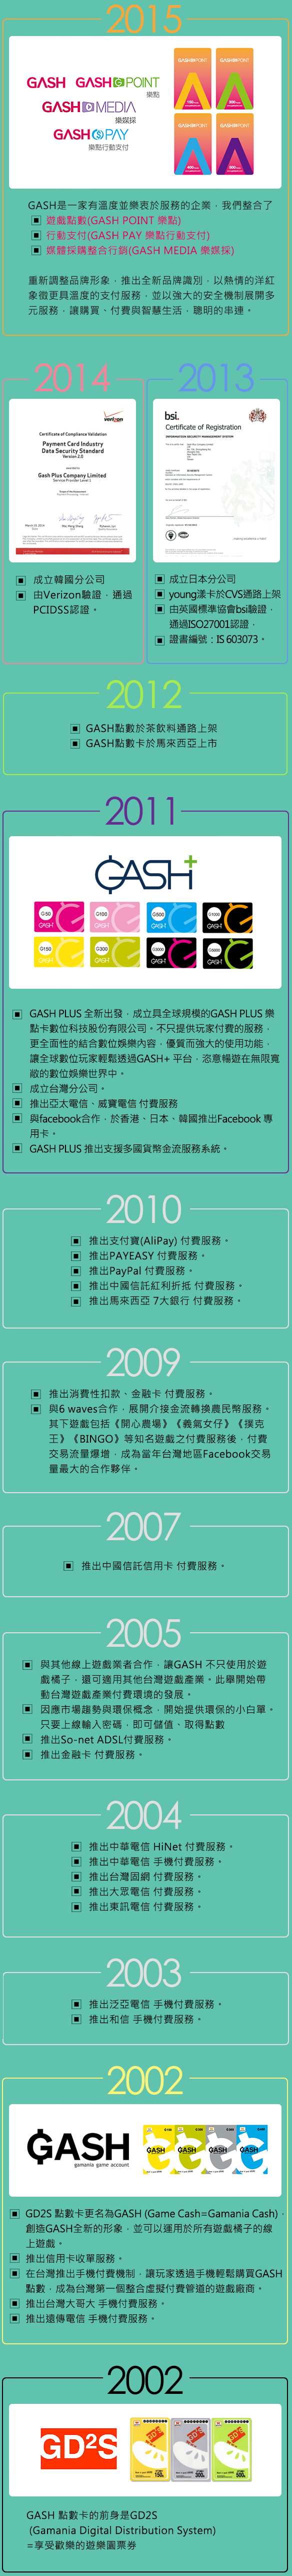 2015
GASH GASH POINT
樂點
GASH MEDIA
樂媒採
GASH PAY
樂點行動支付
GASH POINT GASH POINT
GASH POINT GASH POINT
GASH是一家有溫度並樂衷於服務的企業，我們整合了
遊戲點數(GASH POINT 樂點)
行動支付(GASH PAY 樂點行動支付)
媒體採購整合行銷(GASH MEDIA 樂媒採)
重新調整品牌形象，推出全新品牌識別，以熱情的洋紅
象徵更具溫度的支付服務，並以強大的安全機制展開多
元服務，讓購買、付費與智慧生活，聰明的串連。
2014
verizon
Certificate of Compliance Validation
Payment Card Industry
Data Security Standard
Version 2.0
Gash Plus Company Limited
Service Provider Level 1
成立韓國分公司
由Verizon驗證，通過
PCIDSS認證。
2013
bsi.
Certificate of Registration
INFORMATION SECURITY MANAGEMENT SYSTEM
成立日本分公司
young漾卡於CVS通路上架
由英國標準協會bsi驗證，
通過ISO27001認證，
證書編號：IS 603073。
2012
GASH點數於茶飲料通路上架
GASH點數卡於馬來西亞上市
2011
GASH+
G50 G100 G500 G1000
G150 G300 G3000 G5000
GASH PLUS 全新出發，成立具全球規模的GASH PLUS 樂
點卡數位科技股份有限公司。不只提供玩家付費的服務，
更全面性的結合數位娛樂內容，優質而強大的使用功能，
讓全球數位玩家輕鬆透過GASH+ 平台，恣意暢遊在無限寬
敞的數位娛樂世界中。
成立台灣分公司。
推出亞太電信、威寶電信 付費服務
與facebook合作，於香港、日本、韓國推出Facebook 專
用卡。
GASH PLUS 推出支援多國貨幣金流服務系統。
2010
推出支付寶(AliPay) 付費服務。
推出PAYEASY 付費服務。
推出PayPal 付費服務。
推出中國信託紅利折抵 付費服務。
推出馬來西亞 7大銀行 付費服務。
2009
推出消費性扣款、金融卡 付費服務。
與6 waves合作，展開介接金流轉換農民幣服務。
其下遊戲包括《開心農場》《義氣女仔》《撲克
王》《BINGO》等知名遊戲之付費服務後，付費
交易流量爆增，成為當年台灣地區Facebook交易
量最大的合作夥伴。
2007
推出中國信託信用卡 付費服務。
2005
與其他線上遊戲業者合作，讓GASH 不只使用於遊
戲橘子，還可適用其他台灣遊戲產業。此舉開始帶
動台灣遊戲產業付費環境的發展。
因應市場趨勢與環保概念，開始提供環保的小白單。
只要上線輸入密碼，即可儲值、取得點數
推出So-net ADSL付費服務。
推出金融卡 付費服務。
2004
推出中華電信 HiNet 付費服務。
推出中華電信 手機付費服務。
推出台灣固網 付費服務。
推出大眾電信 付費服務。
推出東訊電信 付費服務。
2003
推出泛亞電信 手機付費服務。
推出和信 手機付費服務。
2002
GASH
gamania game account
GASH GASH GASH GASH
GD2S 點數卡更名為GASH (Game Cash=Gamania Cash)，
創造GASH全新的形象，並可以運用於所有遊戲橘子的線
上遊戲。
推出信用卡收單服務。
在台灣推出手機付費機制，讓玩家透過手機輕鬆購買GASH
點數，成為台灣第一個整合虛擬付費管道的遊戲廠商。
推出台灣大哥大 手機付費服務。
推出遠傳電信 手機付費服務。
2002
GD2S
GASH 點數卡的前身是GD2S
(Gamania Digital Distribution System)
=享受歡樂的遊樂園票券